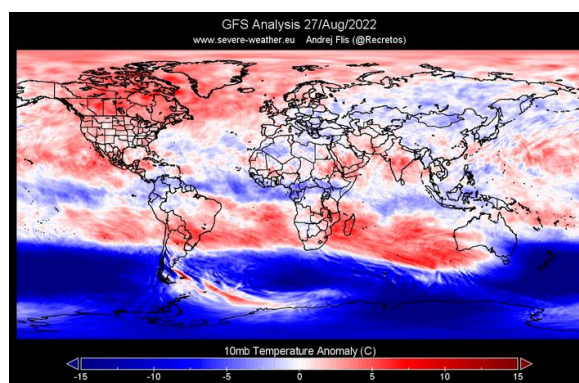 GFS Analysis 27/Aug/2022
www.severe-weather.eu Andrej Flis (@Recretos)
10mb Temperature Anomaly (C)
-15 -10 -5 0 5 10 15